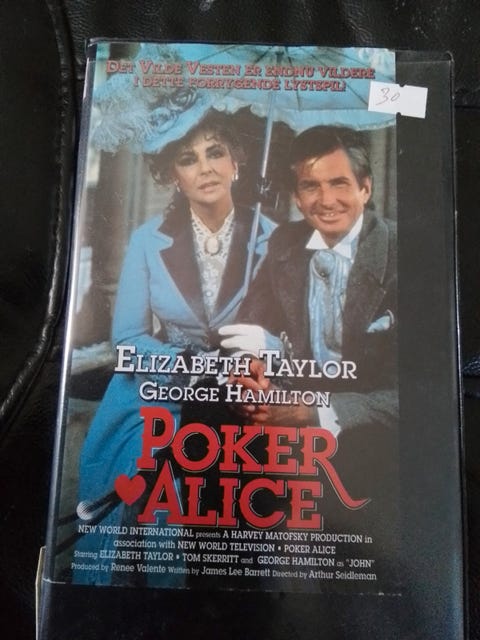 DET VILDE VESTEN ER ENDNU VILDERE
I DETTE FORRYGENDE LYSTSPIL!
30
ELIZABETH TAYLOR
GEORGE HAMILTON
POKER
ALICE
NEW WORLD INTERNATIONAL presents A HARVEY MATOFSKY PRODUCTION in
association with NEW WORLD TELEVISION • POKER ALICE
Starring ELIZABETH TAYLOR • TOM SKERRITT and GEORGE HAMILTON as "JOHN"
Produced by Renee Valente Written by James Lee Barrett Directed by Arthur Seidleman